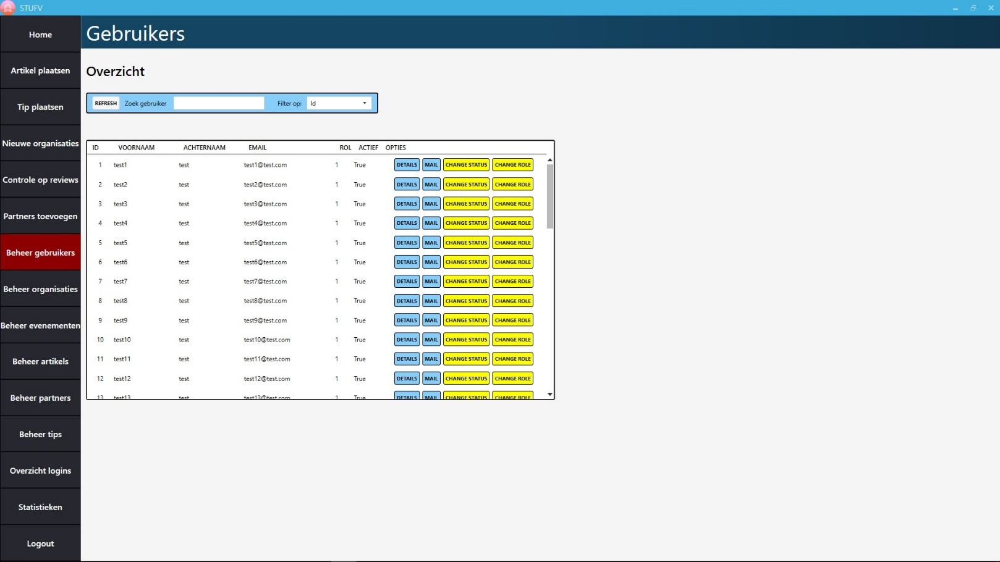 STUFV
Home
Artikel plaatsen
Tip plaatsen
Nieuwe organisaties
Controle op reviews
Partners toevoegen
Beheer gebruikers
Beheer organisaties
Beheer evenementen
Beheer artikels
Beheer partners
Beheer tips
Overzicht logins
Statistieken
Logout
Gebruikers
Overzicht
REFRESH Zoek gebruiker Filter op: Id
ID VOORNAAM ACHTERNAAM EMAIL ROL ACTIEF OPTIES
1 test1 test test1@test.com 1 True DETAILS MAIL CHANGE STATUS CHANGE ROLE
2 test2 test test2@test.com 1 True DETAILS MAIL CHANGE STATUS CHANGE ROLE
3 test3 test test3@test.com 1 True DETAILS MAIL CHANGE STATUS CHANGE ROLE
4 test4 test test4@test.com 1 True DETAILS MAIL CHANGE STATUS CHANGE ROLE
5 test5 test test5@test.com 1 True DETAILS MAIL CHANGE STATUS CHANGE ROLE
6 test6 test test6@test.com 1 True DETAILS MAIL CHANGE STATUS CHANGE ROLE
7 test7 test test7@test.com 1 True DETAILS MAIL CHANGE STATUS CHANGE ROLE
8 test8 test test8@test.com 1 True DETAILS MAIL CHANGE STATUS CHANGE ROLE
9 test9 test test9@test.com 1 True DETAILS MAIL CHANGE STATUS CHANGE ROLE
10 test10 test test10@test.com 1 True DETAILS MAIL CHANGE STATUS CHANGE ROLE
11 test11 test test11@test.com 1 True DETAILS MAIL CHANGE STATUS CHANGE ROLE
12 test12 test test12@test.com 1 True DETAILS MAIL CHANGE STATUS CHANGE ROLE
13 test13 test test13@test.com 1 True DETAILS MAIL CHANGE STATUS CHANGE ROLE